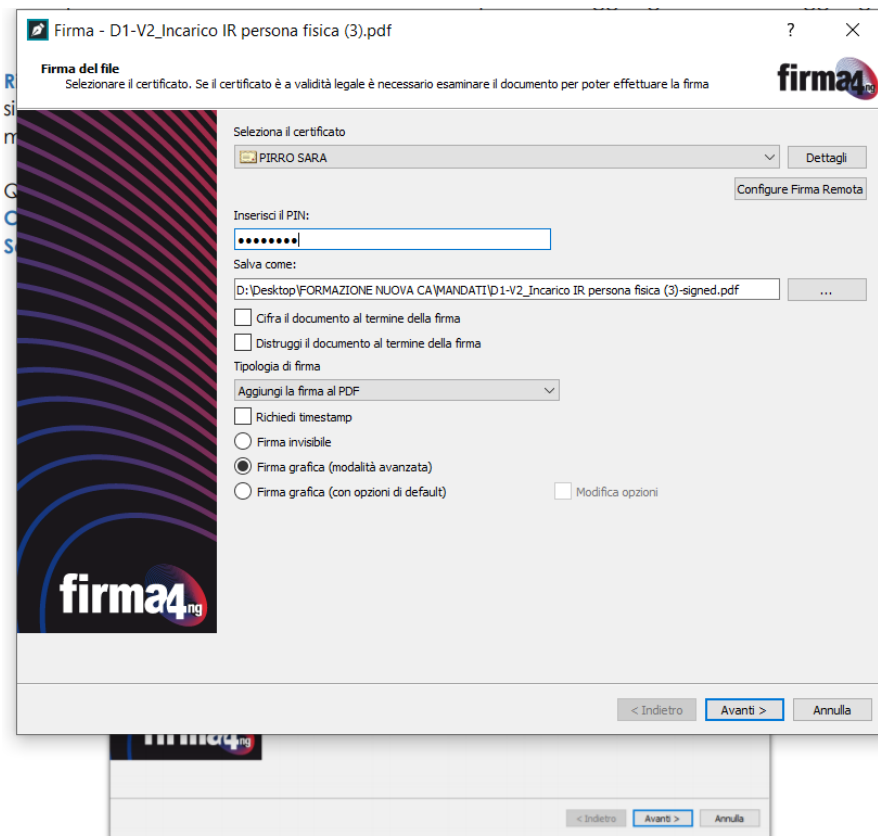 Firma - D1-V2_Incarico IR persona fisica (3).pdf
?
Firma del file
Selezionare il certificato. Se il certificato è a validità legale è necessario esaminare il documento per poter effettuare la firma
firma4ng
Seleziona il certificato
PIRRO SARA
Dettagli
Configure Firma Remota
Inserisci il PIN:
Salva come:
D:\Desktop\FORMAZIONE NUOVA CA\MANDATI\D1-V2_Incarico IR persona fisica (3)-signed.pdf
...
Cifra il documento al termine della firma
Distruggi il documento al termine della firma
Tipologia di firma
Aggiungi la firma al PDF
Richiedi timestamp
Firma invisibile
Firma grafica (modalità avanzata)
Firma grafica (con opzioni di default)
Modifica opzioni
firma4ng
< Indietro
Avanti >
Annulla
< Indietro
Avanti >
Annulla